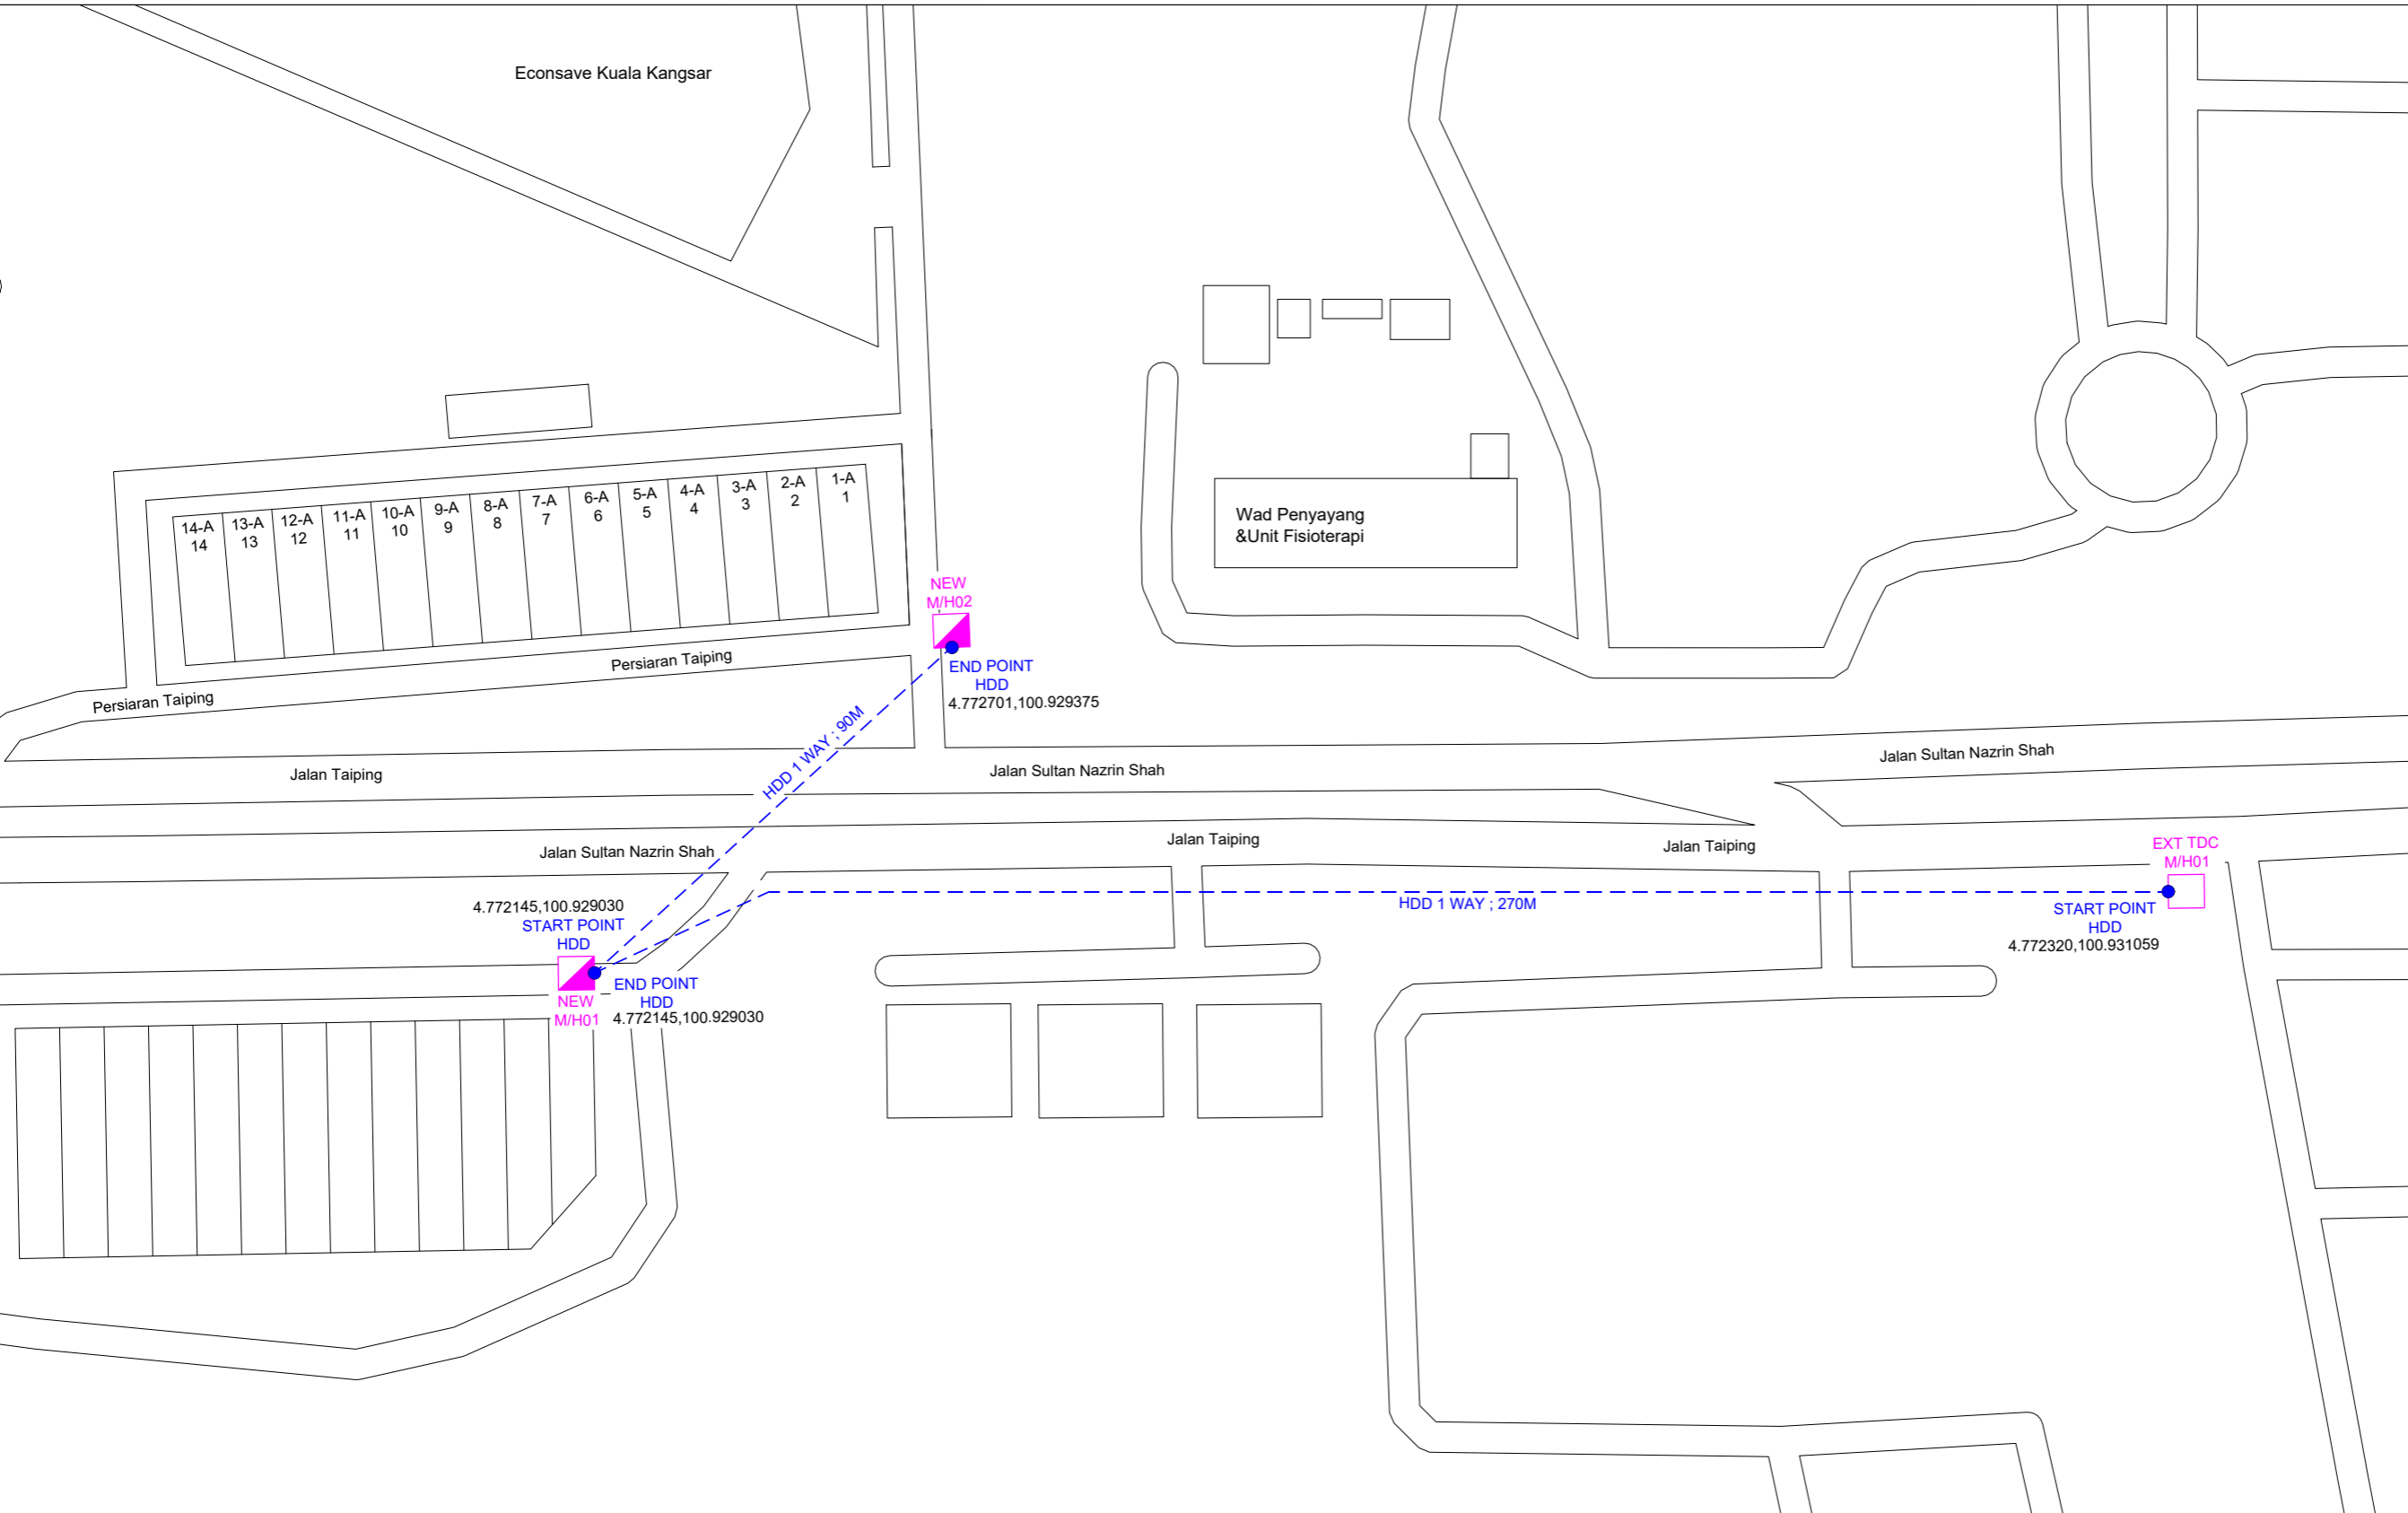 Econsave Kuala Kangsar
1-A
1
2-A
2
3-A
3
4-A
4
5-A
5
6-A
6
7-A
7
8-A
8
9-A
9
10-A
10
11-A
11
12-A
12
13-A
13
14-A
14
Wad Penyayang
&Unit Fisioterapi
NEW
M/H02
END POINT
HDD
4.772701,100.929375
Persiaran Taiping
Persiaran Taiping
HDD 1 WAY ; 90M
Jalan Taiping
Jalan Sultan Nazrin Shah
Jalan Sultan Nazrin Shah
Jalan Sultan Nazrin Shah
Jalan Taiping
Jalan Taiping
EXT TDC
M/H01
HDD 1 WAY ; 270M
START POINT
HDD
4.772320,100.931059
4.772145,100.929030
START POINT
HDD
END POINT
HDD
4.772145,100.929030
NEW
M/H01